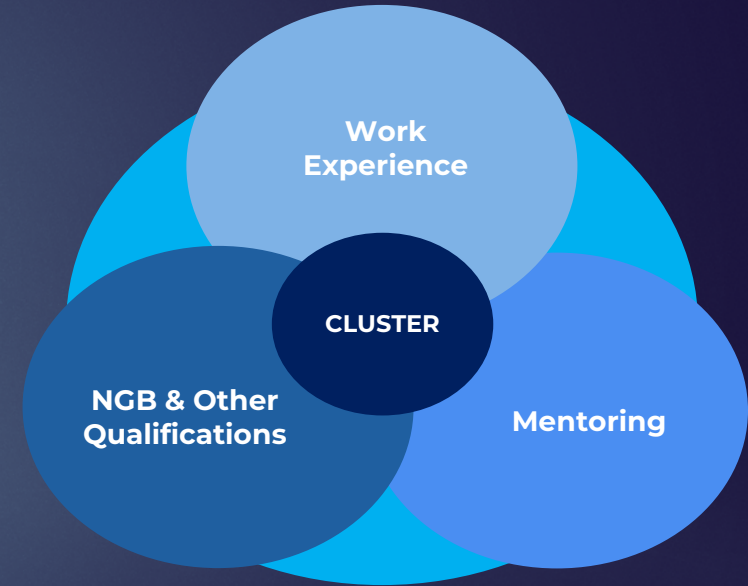 Work
Experience
CLUSTER
NGB & Other
Qualifications
Mentoring